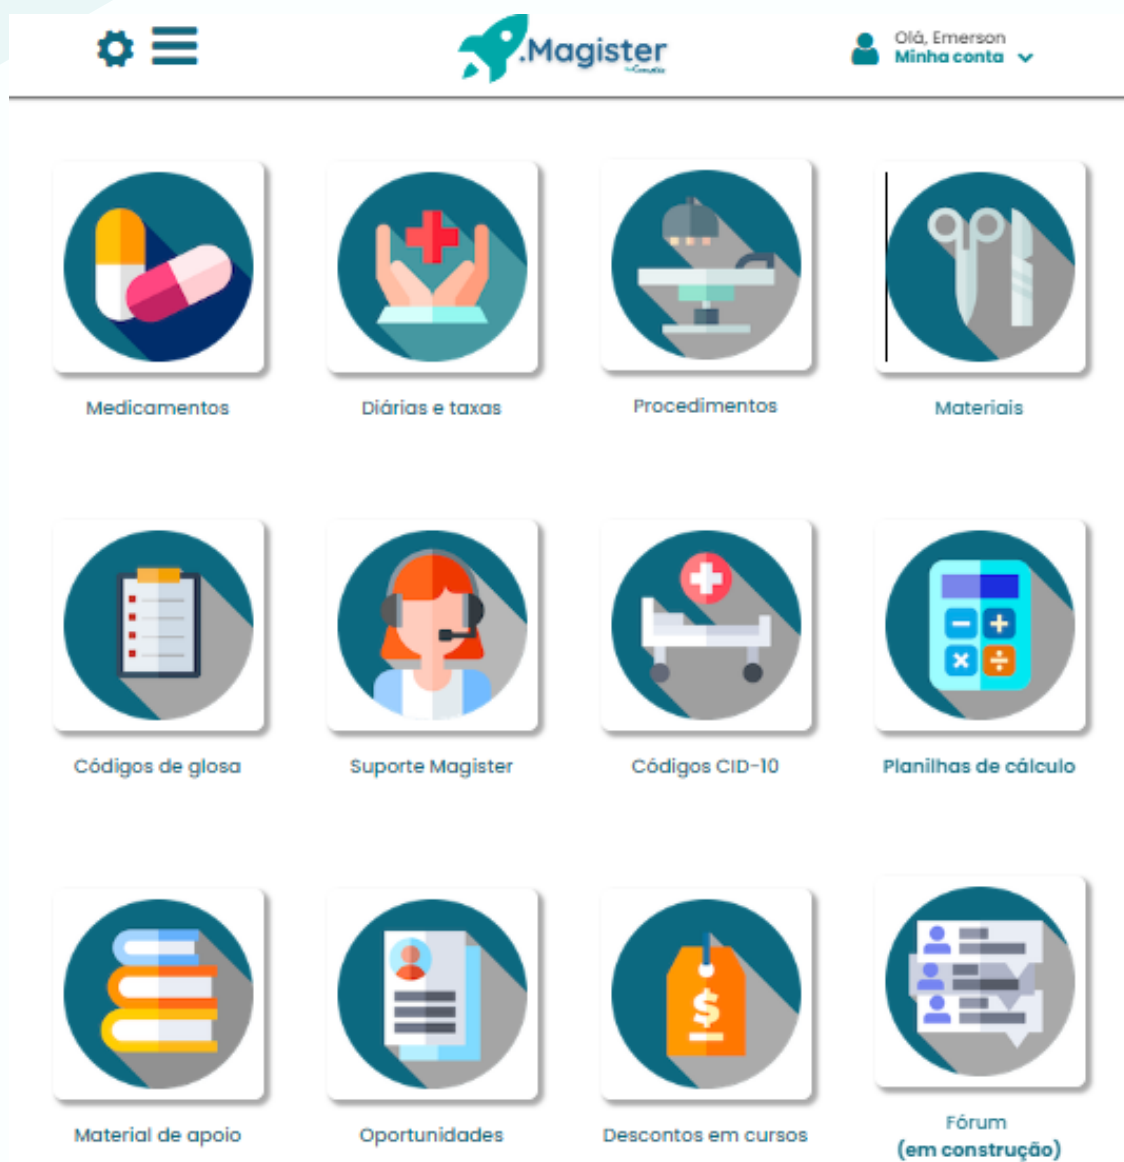 .Magister
Olá, Emerson
Minha conta
Medicamentos
Diárias e taxas
Procedimentos
Materiais
Códigos de glosa
Suporte Magister
Códigos CID-10
Planilhas de cálculo
Material de apoio
Oportunidades
$
Descontos em cursos
Fórum
(em construção)